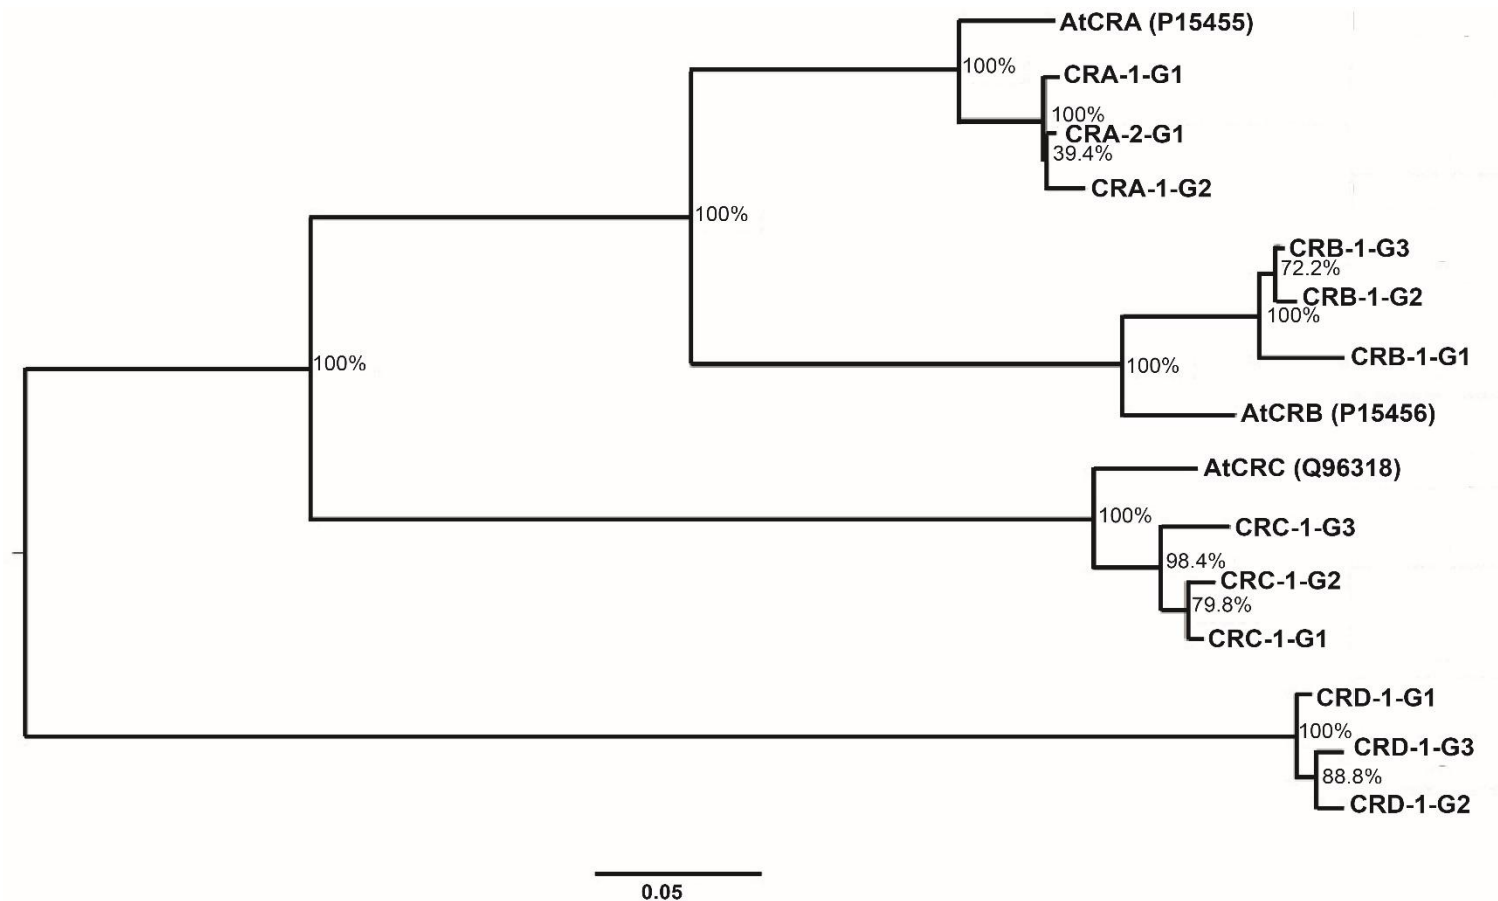 AtCRA (P15455)
100%
CRA-1-G1
100%
CRA-2-G1
39.4%
CRA-1-G2
100%
CRB-1-G3
72.2%
CRB-1-G2
100%
CRB-1-G1
100%
100%
AtCRB (P15456)
AtCRC (Q96318)
100%
CRC-1-G3
98.4%
CRC-1-G2
79.8%
CRC-1-G1
CRD-1-G1
100%
CRD-1-G3
88.8%
CRD-1-G2
0.05